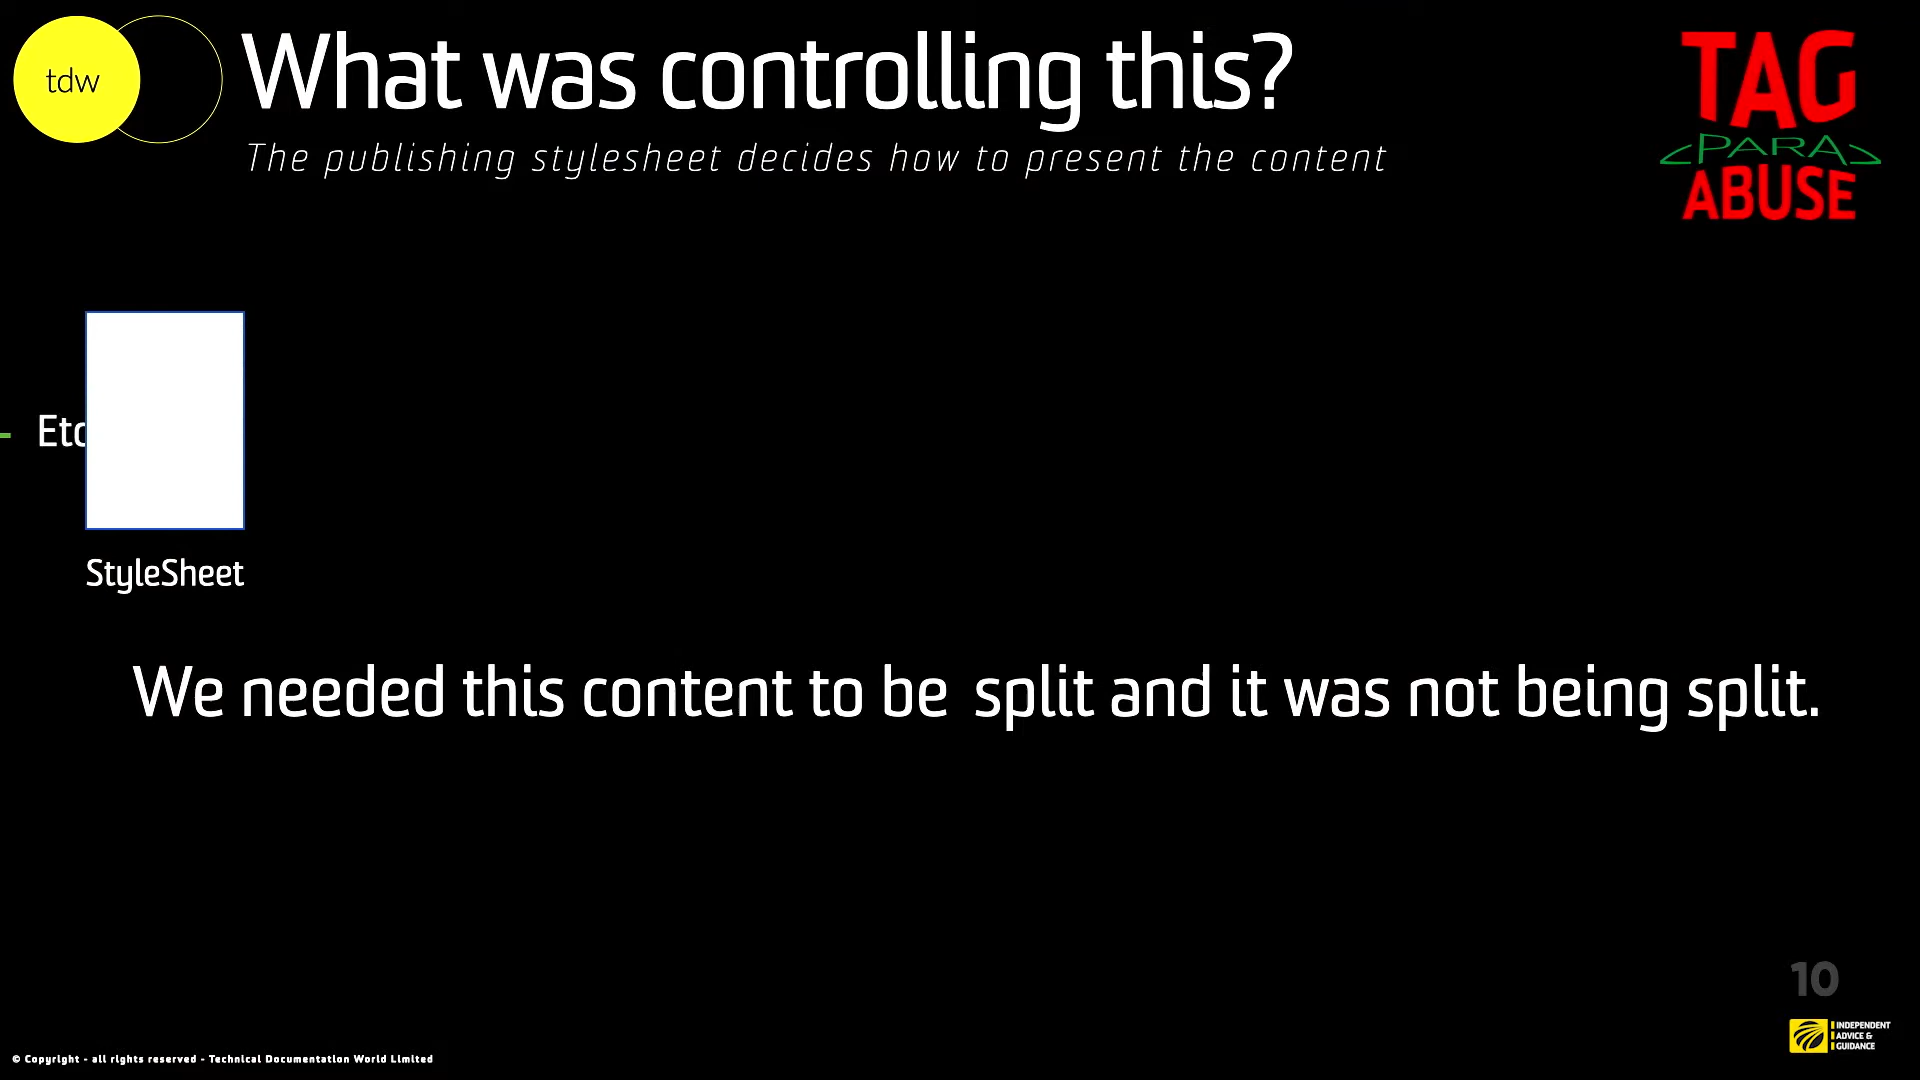 tdw
What was controlling this?
The publishing stylesheet decides how to present the content
TAG
<PARA>
ABUSE
Etc
StyleSheet
We needed this content to be split and it was not being split.
10
INDEPENDENT
ADVICE &
GUIDANCE
© Copyright - all rights reserved - Technical Documentation World Limited